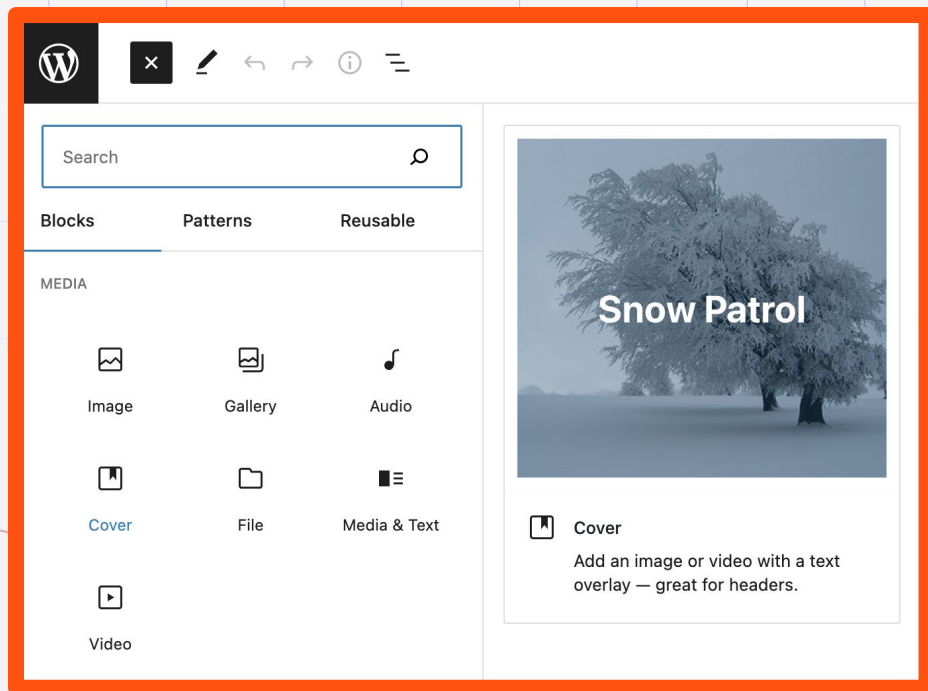 Search
Blocks Patterns Reusable
MEDIA
Image Gallery Audio
Cover File Media & Text
Video
Snow Patrol
Cover
Add an image or video with a text
overlay — great for headers.